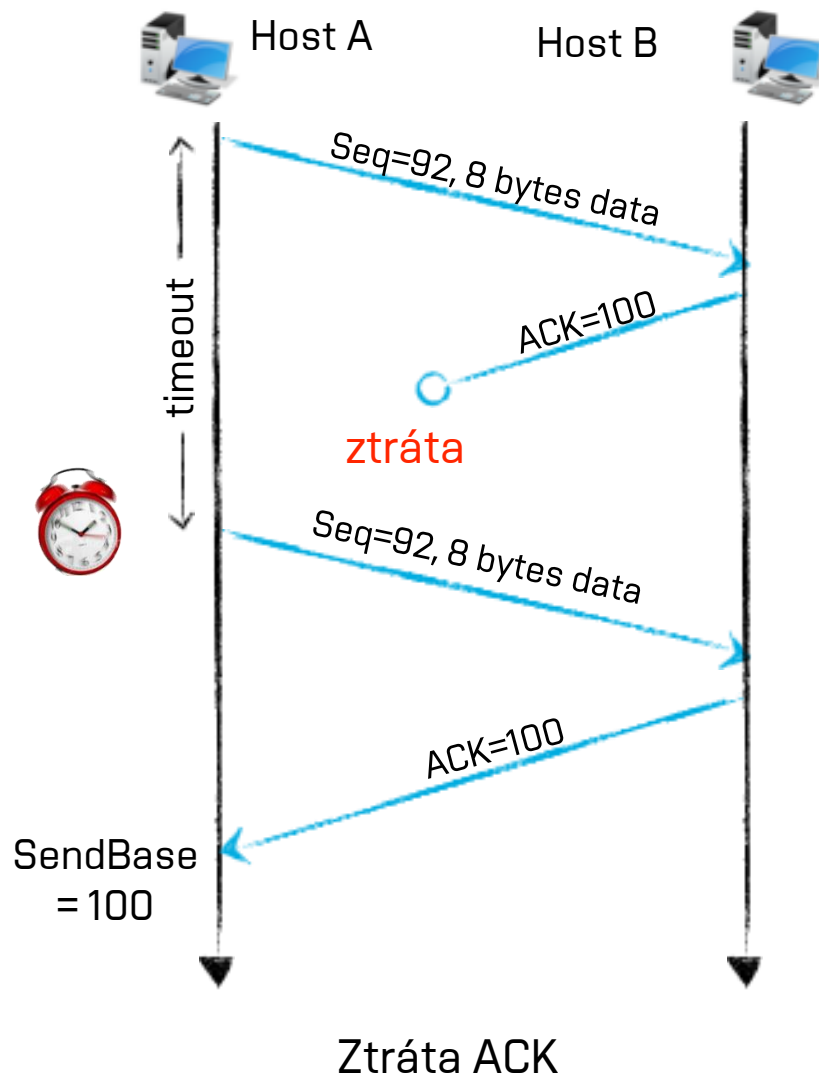 Host A
Host B
Seq=92, 8 bytes data
timeout
ACK=100
ztráta
Seq=92, 8 bytes data
ACK=100
SendBase
= 100
Ztráta ACK